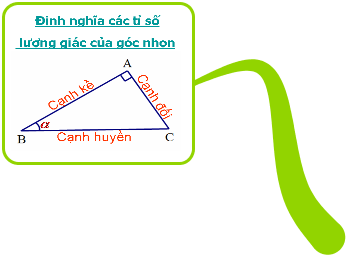 Định nghĩa các tỉ số
lượng giác của góc nhọn
A
Cạnh kề
Cạnh đối
α
B
Cạnh huyền
C